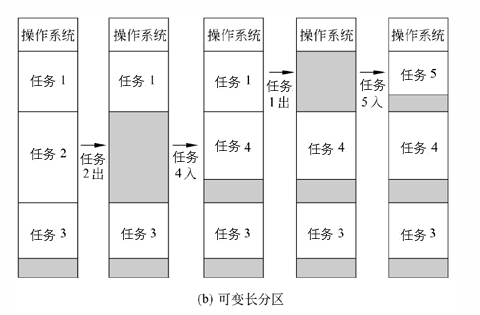 操作系统
任务 1
任务 2
任务 3
任务
2出
操作系统
任务 1
任务 3
任务
4入
操作系统
任务 1
任务 4
任务 3
任务
1出
操作系统
任务 4
任务 3
任务
5入
操作系统
任务 5
任务 4
任务 3
(b) 可变长分区